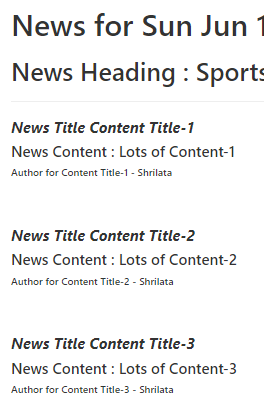 News for Sun Jun 1
News Heading : Sports
News Title Content Title-1
News Content : Lots of Content-1
Author for Content Title-1 - Shrilata
News Title Content Title-2
News Content : Lots of Content-2
Author for Content Title-2 - Shrilata
News Title Content Title-3
News Content : Lots of Content-3
Author for Content Title-3 - Shrilata